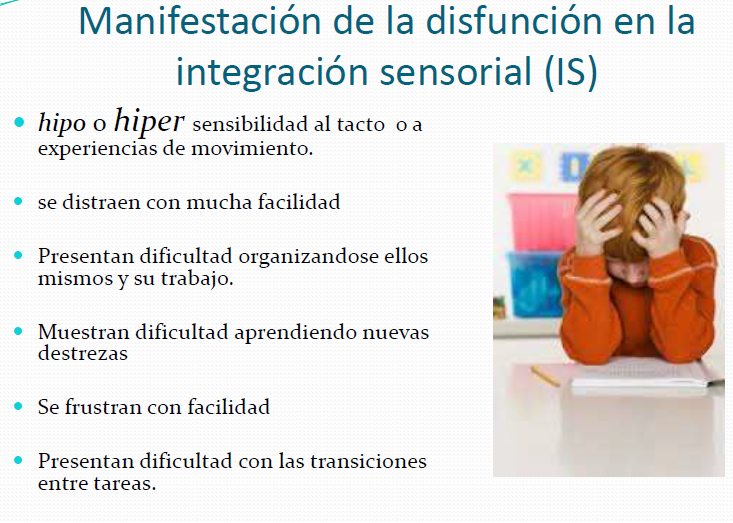 Manifestación de la disfunción en la
integración sensorial (IS)
hipo o hiper sensibilidad al tacto o a
experiencias de movimiento.
se distraen con mucha facilidad
Presentan dificultad organizandose ellos
mismos y su trabajo.
Muestran dificultad aprendiendo nuevas
destrezas
Se frustran con facilidad
Presentan dificultad con las transiciones
entre tareas.